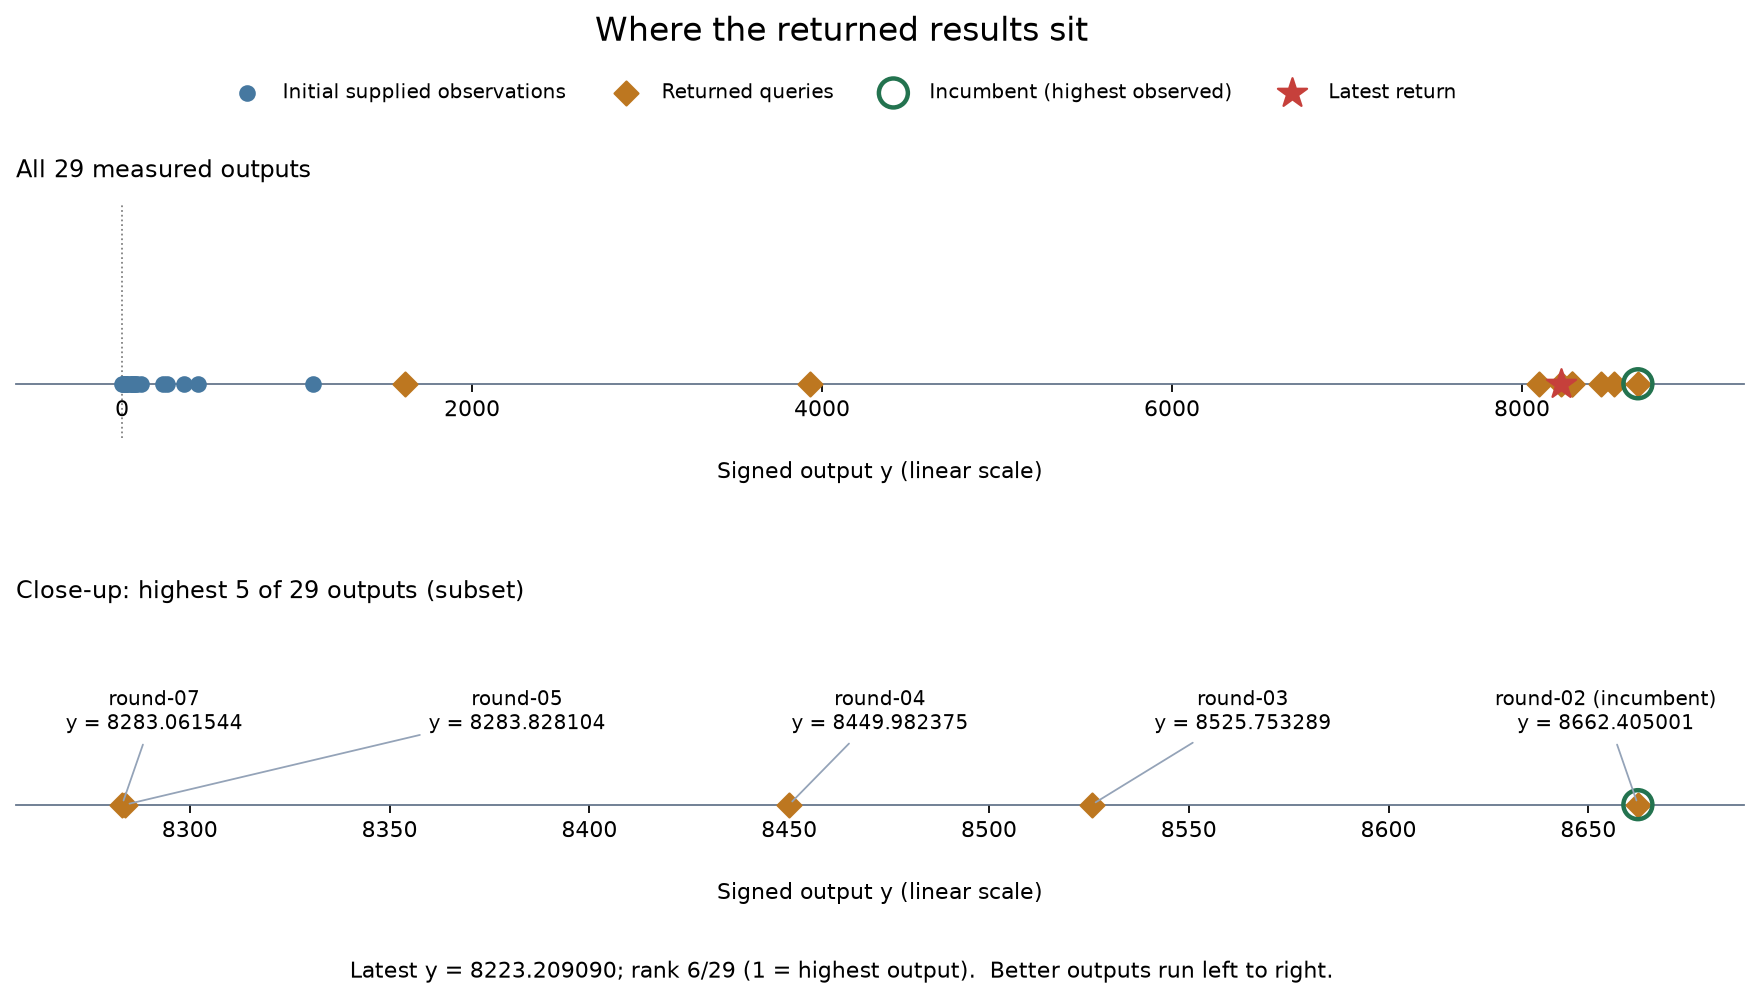 Where the returned results sit
Initial supplied observations
Returned queries
Incumbent (highest observed)
Latest return
All 29 measured outputs
0
2000
4000
6000
8000
Signed output y (linear scale)
Close-up: highest 5 of 29 outputs (subset)
round-07
y = 8283.061544
round-05
y = 8283.828104
round-04
y = 8449.982375
round-03
y = 8525.753289
round-02 (incumbent)
y = 8662.405001
8300
8350
8400
8450
8500
8550
8600
8650
Signed output y (linear scale)
Latest y = 8223.209090; rank 6/29 (1 = highest output).  Better outputs run left to right.